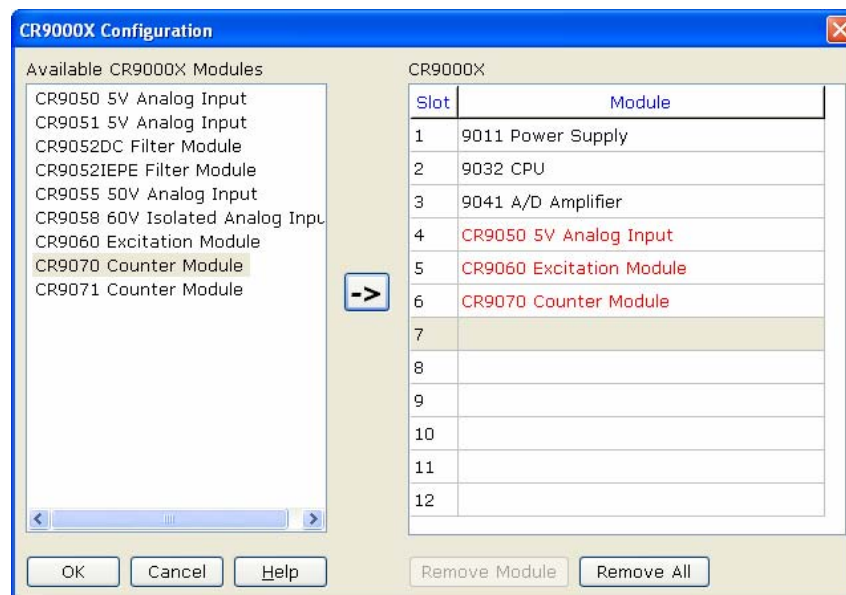 CR9000X Configuration
Available CR9000X Modules
CR9050 5V Analog Input
CR9051 5V Analog Input
CR9052DC Filter Module
CR9052IEPE Filter Module
CR9055 50V Analog Input
CR9058 60V Isolated Analog Inpu
CR9060 Excitation Module
CR9070 Counter Module
CR9071 Counter Module
->
CR9000X
Slot Module
1 9011 Power Supply
2 9032 CPU
3 9041 A/D Amplifier
4 CR9050 5V Analog Input
5 CR9060 Excitation Module
6 CR9070 Counter Module
7
8
9
10
11
12
OK Cancel Help Remove Module Remove All